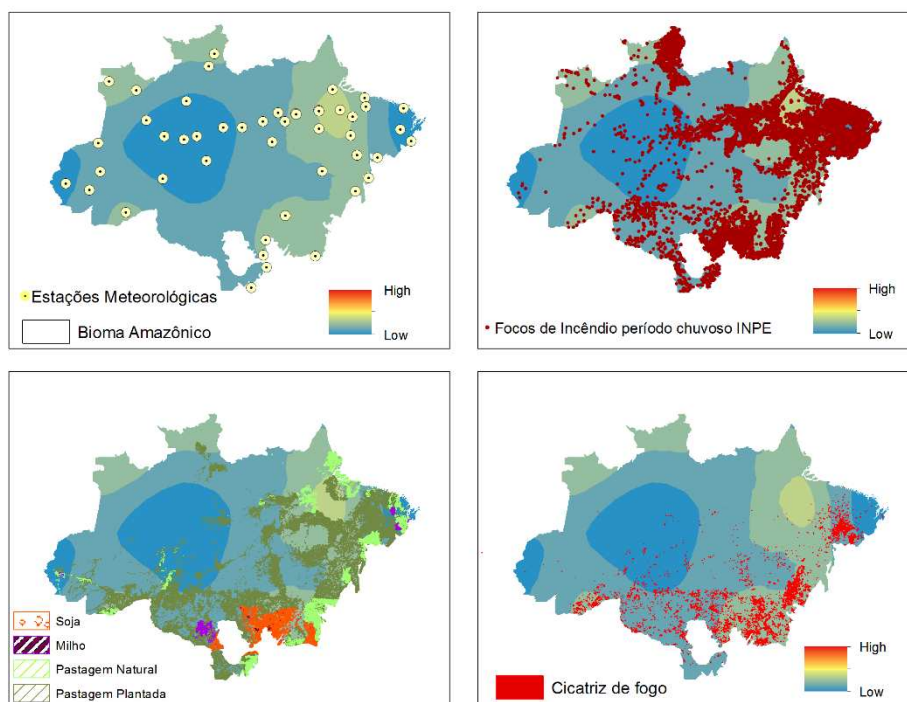 Estações Meteorológicas
Bioma Amazônico
High
Low
Focos de Incêndio período chuvoso INPE
High
Low
Soja
Milho
Pastagem Natural
Pastagem Plantada
Cicatriz de fogo
High
Low